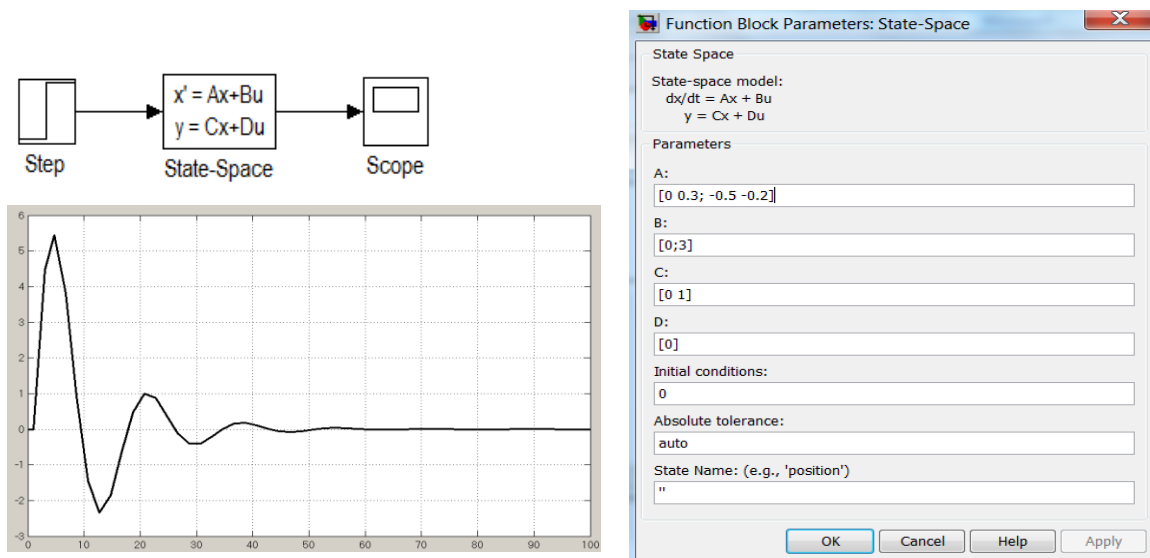 x' = Ax+Bu
y = Cx+Du
Step
State-Space
Scope
6
5
4
3
2
1
0
-1
-2
-3
0 10 20 30 40 50 60 70 80 90 100
Function Block Parameters: State-Space
State Space
State-space model:
dx/dt = Ax + Bu
y = Cx + Du
Parameters
A:
[0 0.3; -0.5 -0.2]
B:
[0;3]
C:
[0 1]
D:
[0]
Initial conditions:
0
Absolute tolerance:
auto
State Name: (e.g., 'position')
''
OK Cancel Help Apply